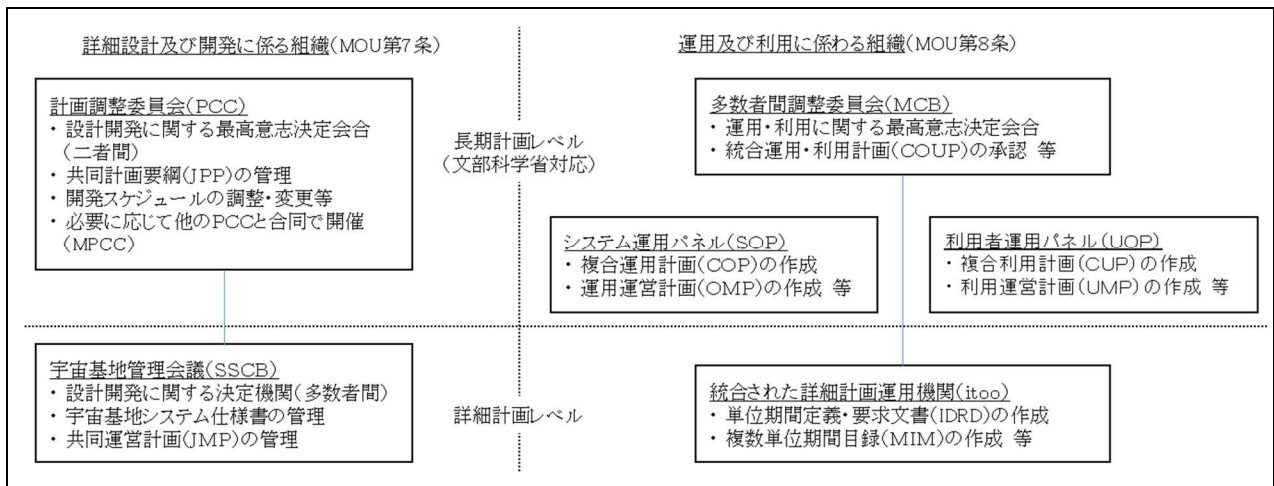 詳細設計及び開発に係る組織(MOU第7条)
計画調整委員会(PCC)
・ 設計開発に関する最高意志決定会合
(二者間)
・ 共同計画要綱(JPP)の管理
・ 開発スケジュールの調整・変更等
・ 必要に応じて他のPCCと合同で開催
(MPCC)
長期計画レベル
(文部科学省対応)
運用及び利用に係わる組織(MOU第8条)
多数者間調整委員会(MCB)
・ 運用・利用に関する最高意志決定会合
・ 統合運用・利用計画(COUP)の承認 等
システム運用パネル(SOP)
・ 複合運用計画(COP)の作成
・ 運用運営計画(OMP)の作成 等
利用者運用パネル(UOP)
・ 複合利用計画(CUP)の作成
・ 利用運営計画(UMP)の作成 等
宇宙基地管理会議(SSCB)
・ 設計開発に関する決定機関(多数者間)
・ 宇宙基地システム仕様書の管理
・ 共同運営計画(JMP)の管理
詳細計画レベル
統合された詳細計画運用機関(itoo)
・ 単位期間定義・要求文書(IDRD)の作成
・ 複数単位期間目録(MIM)の作成 等